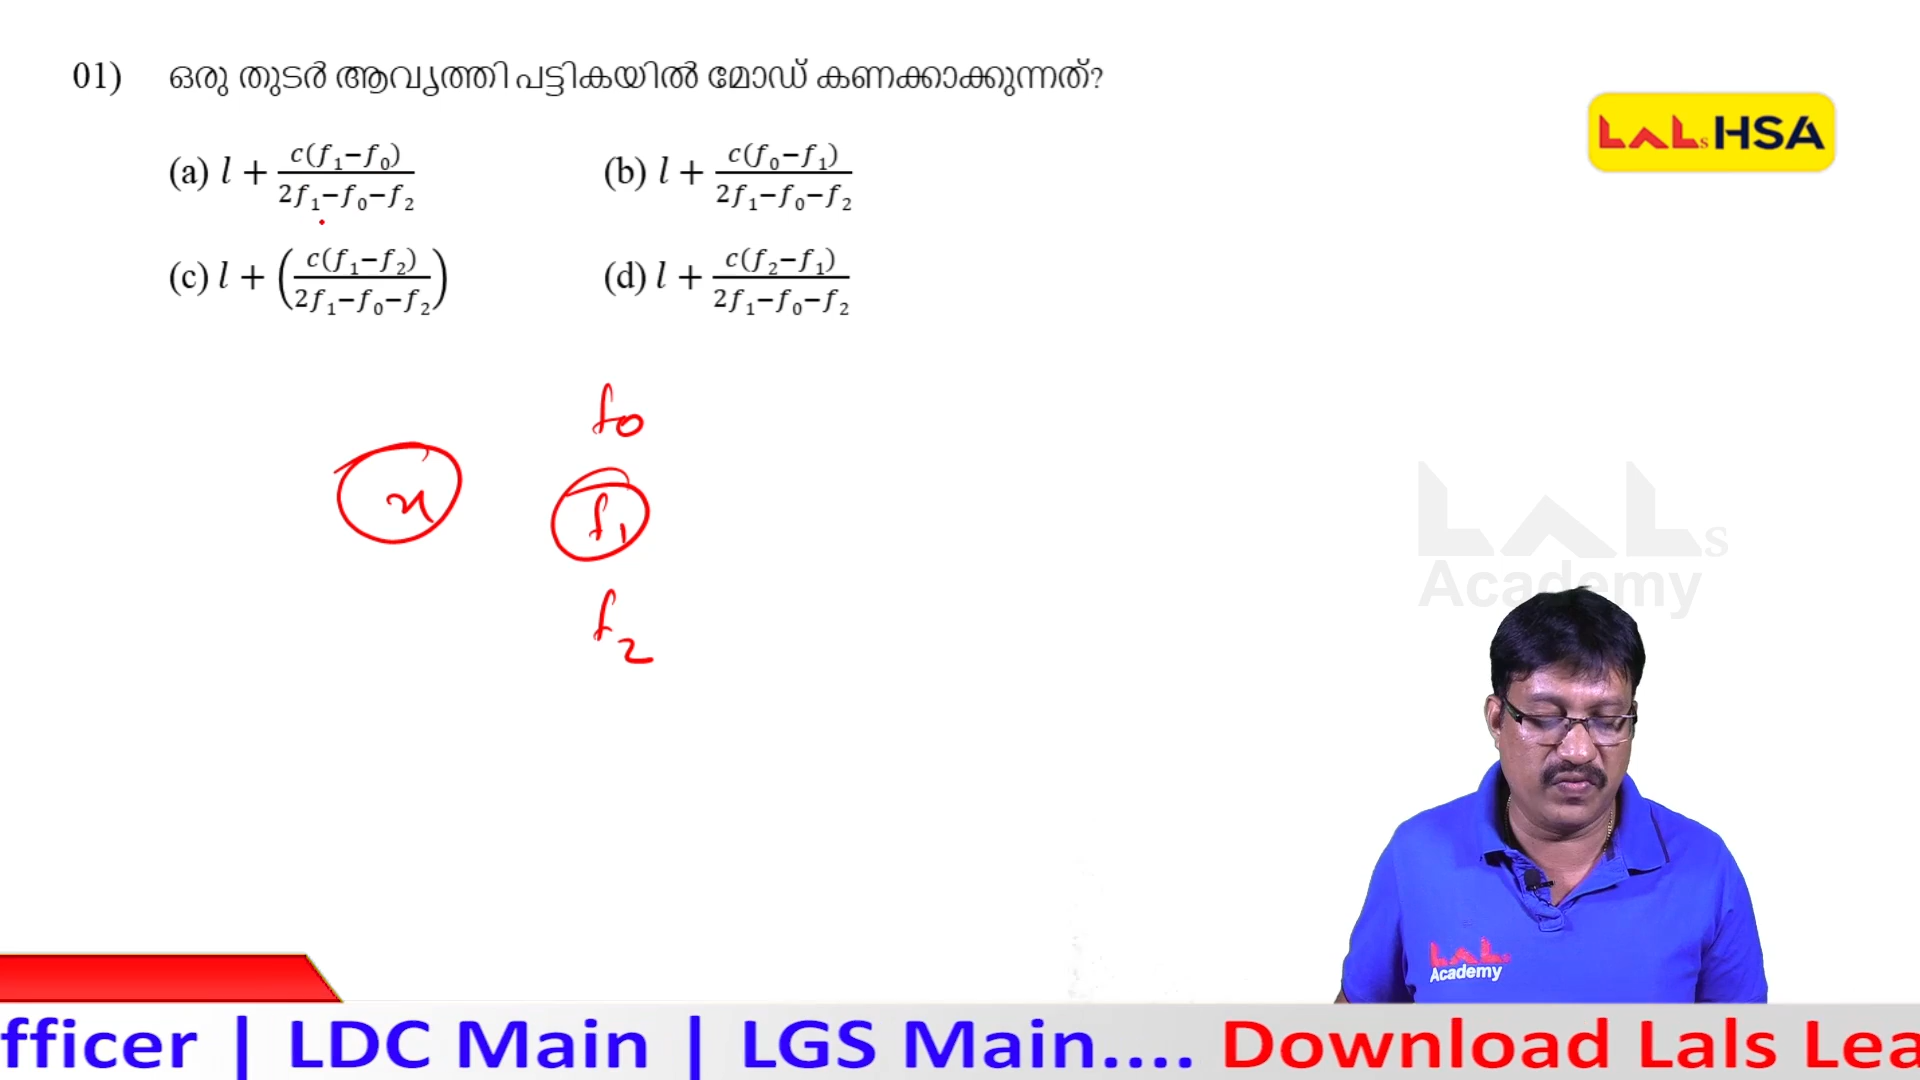 01) ഒരു തുടർ ആവൃത്തി പട്ടികയിൽ മോഡ് കണക്കാക്കുന്നത്?
(a) l + c(f₁−f₀) / 2f₁−f₀−f₂ (b) l + c(f₀−f₁) / 2f₁−f₀−f₂
(c) l + (c(f₁−f₂) / 2f₁−f₀−f₂) (d) l + c(f₂−f₁) / 2f₁−f₀−f₂
LALs HSA
f0
x f1
f2
LALs
Academy
LAL
Academy
fficer | LDC Main | LGS Main.... Download Lals Lea